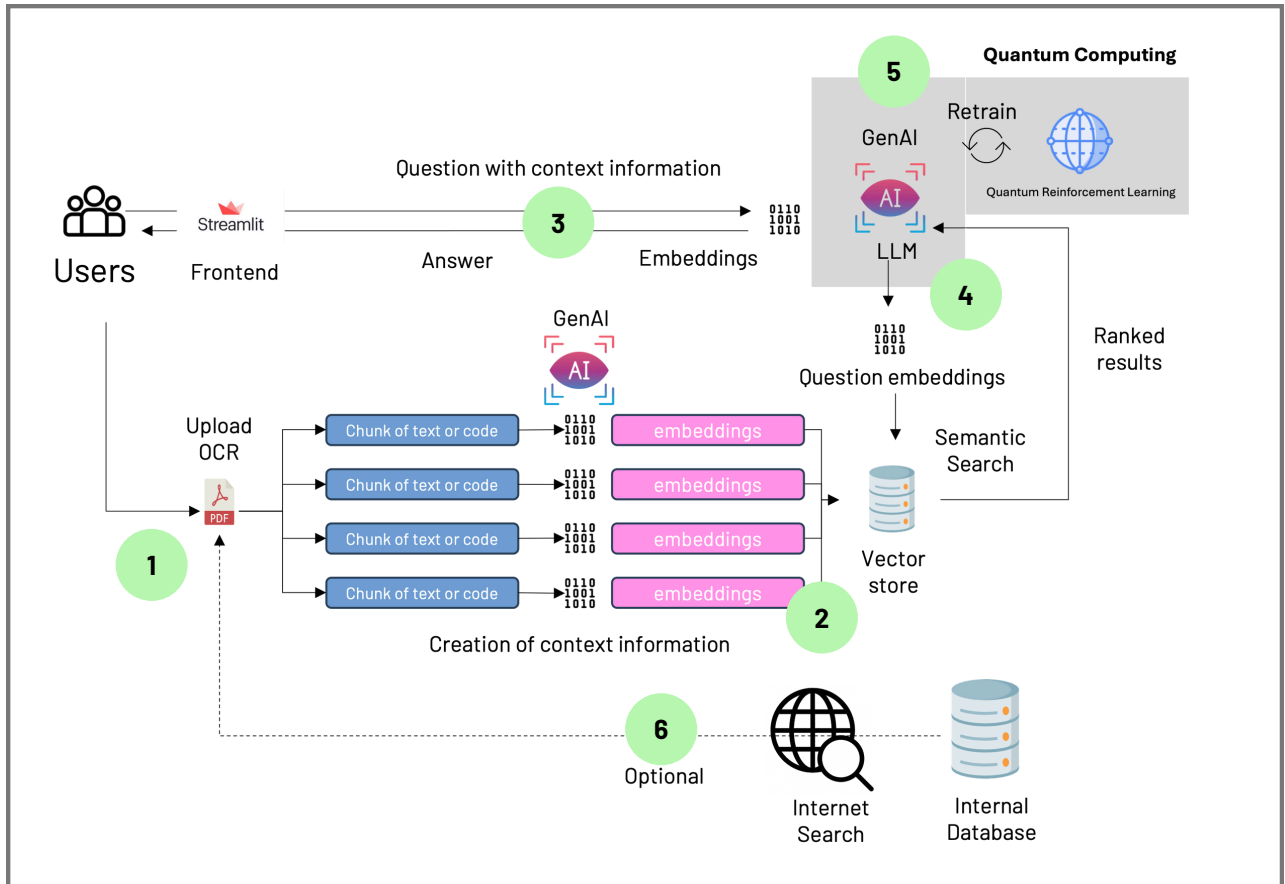 Quantum Computing
5
Retrain
GenAI
AI
LLM
Quantum Reinforcement Learning
Question with context information
3
0110
1001
1010
Streamlit
Users
Frontend
Answer
Embeddings
4
0110
1001
1010
Question embeddings
Ranked
results
GenAI
AI
Upload
OCR
PDF
1
Chunk of text or code
0110
1001
1010
embeddings
Chunk of text or code
0110
1001
1010
embeddings
Chunk of text or code
0110
1001
1010
embeddings
Chunk of text or code
0110
1001
1010
embeddings
2
Creation of context information
Semantic
Search
Vector
store
6
Optional
Internet
Search
Internal
Database